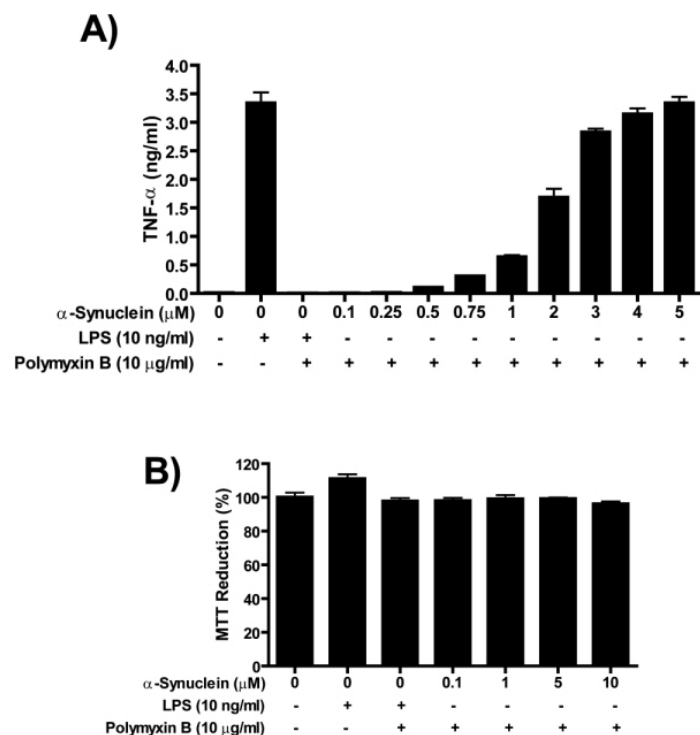 A)
TNF-α (ng/ml)
4.0
3.5
3.0
2.5
2.0
1.5
1.0
0.5
0.0
α-Synuclein (μM) 0 0 0 0.1 0.25 0.5 0.75 1 2 3 4 5
LPS (10 ng/ml) - + + - - - - - - - - -
Polymyxin B (10 μg/ml) - - + + + + + + + + + +
B)
MTT Reduction (%)
120
100
80
60
40
20
0
α-Synuclein (μM) 0 0 0 0.1 1 5 10
LPS (10 ng/ml) - + + - - - -
Polymyxin B (10 μg/ml) - - + + + + +